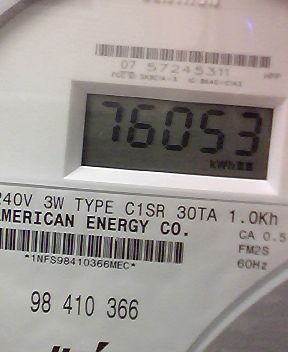 07 57245311
76053
kWh
240V 3W TYPE C1SR 30TA 1.0Kh
AMERICAN ENERGY CO.
CA 0.5
FM2S
*1NFS98410366MEC*
60Hz
98 410 366